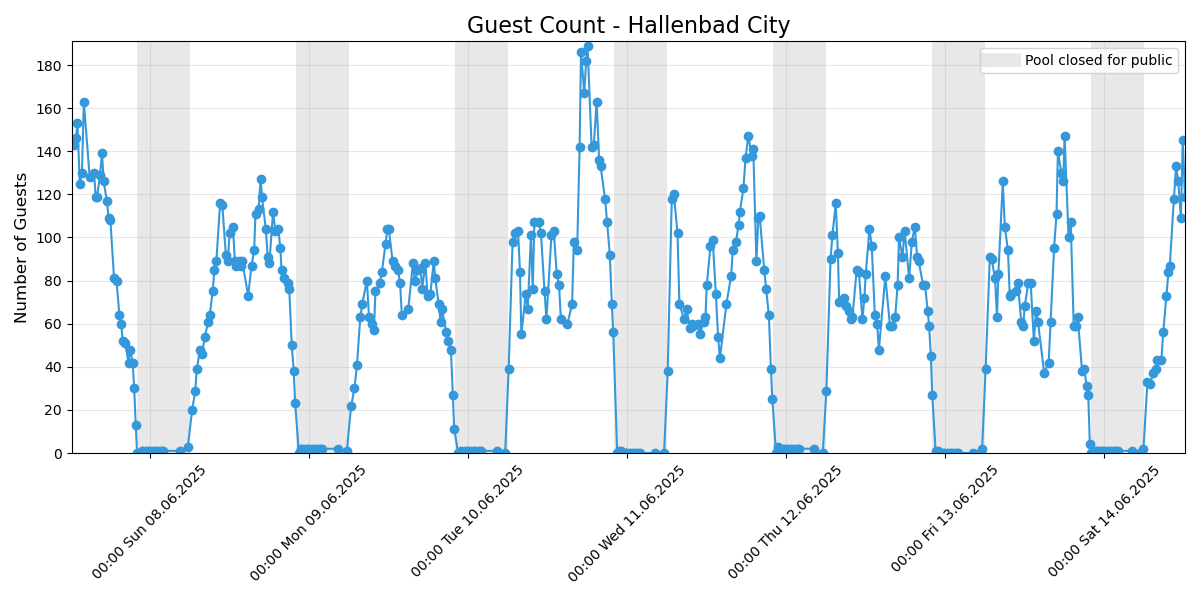 Guest Count - Hallenbad City
Pool closed for public
Number of Guests
180
160
140
120
100
80
60
40
20
0
00:00 Sun 08.06.2025
00:00 Mon 09.06.2025
00:00 Tue 10.06.2025
00:00 Wed 11.06.2025
00:00 Thu 12.06.2025
00:00 Fri 13.06.2025
00:00 Sat 14.06.2025